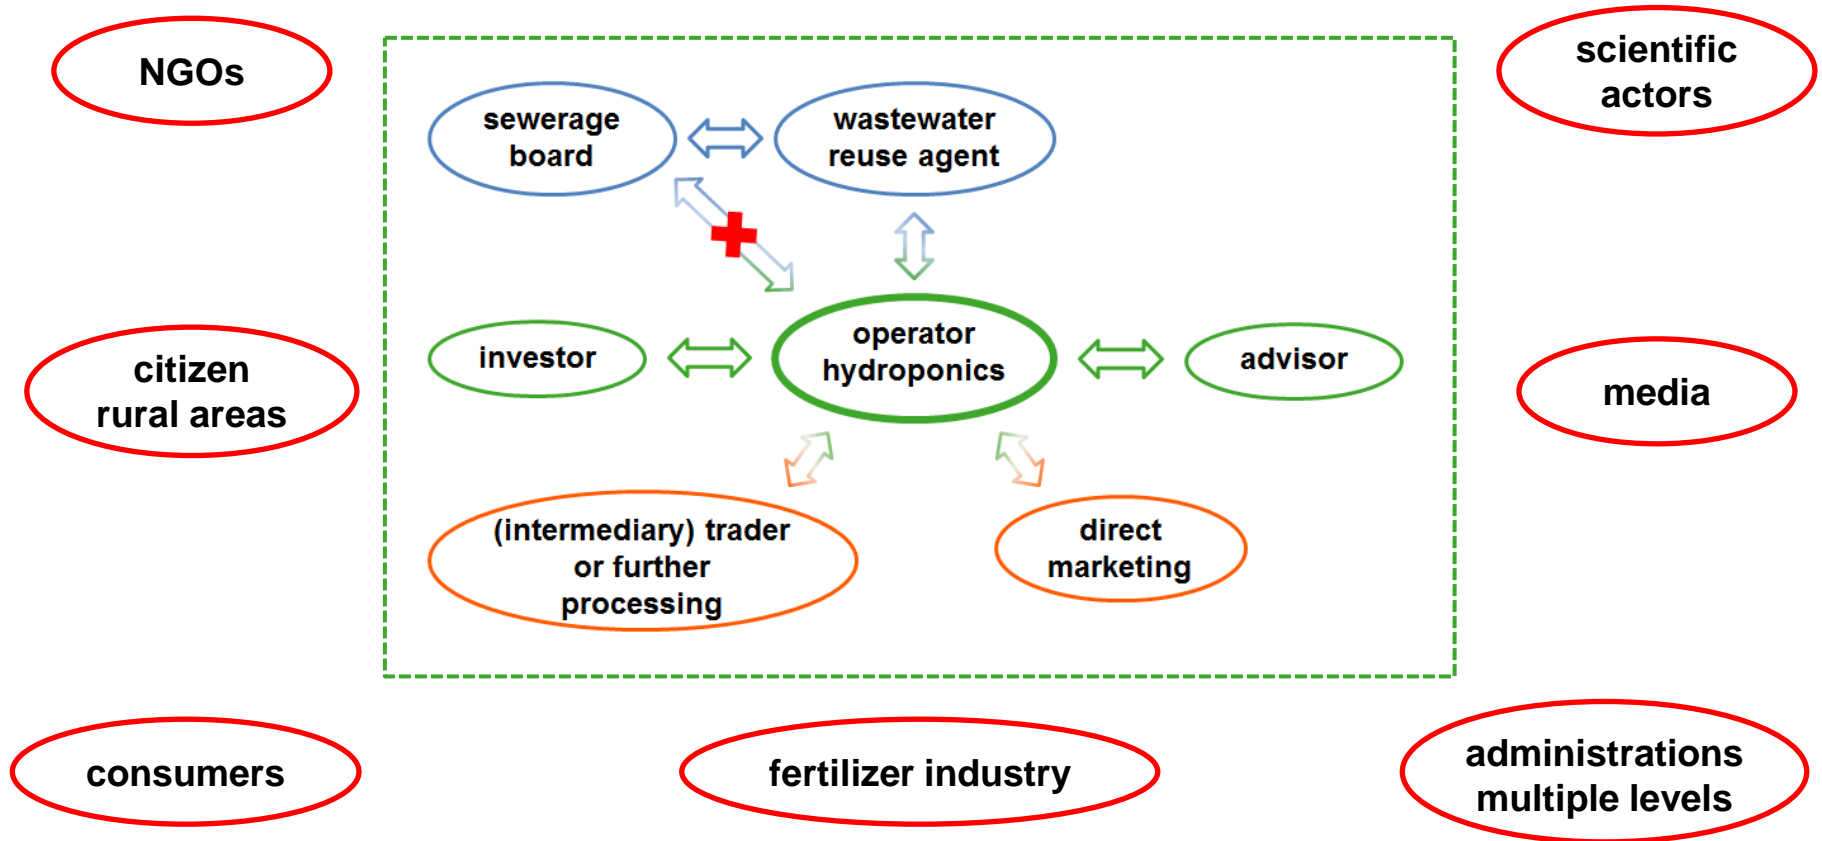 NGOs
scientific
actors
sewerage
board
wastewater
reuse agent
citizen
rural areas
investor
operator
hydroponics
advisor
media
(intermediary) trader
or further
processing
direct
marketing
consumers
fertilizer industry
administrations
multiple levels